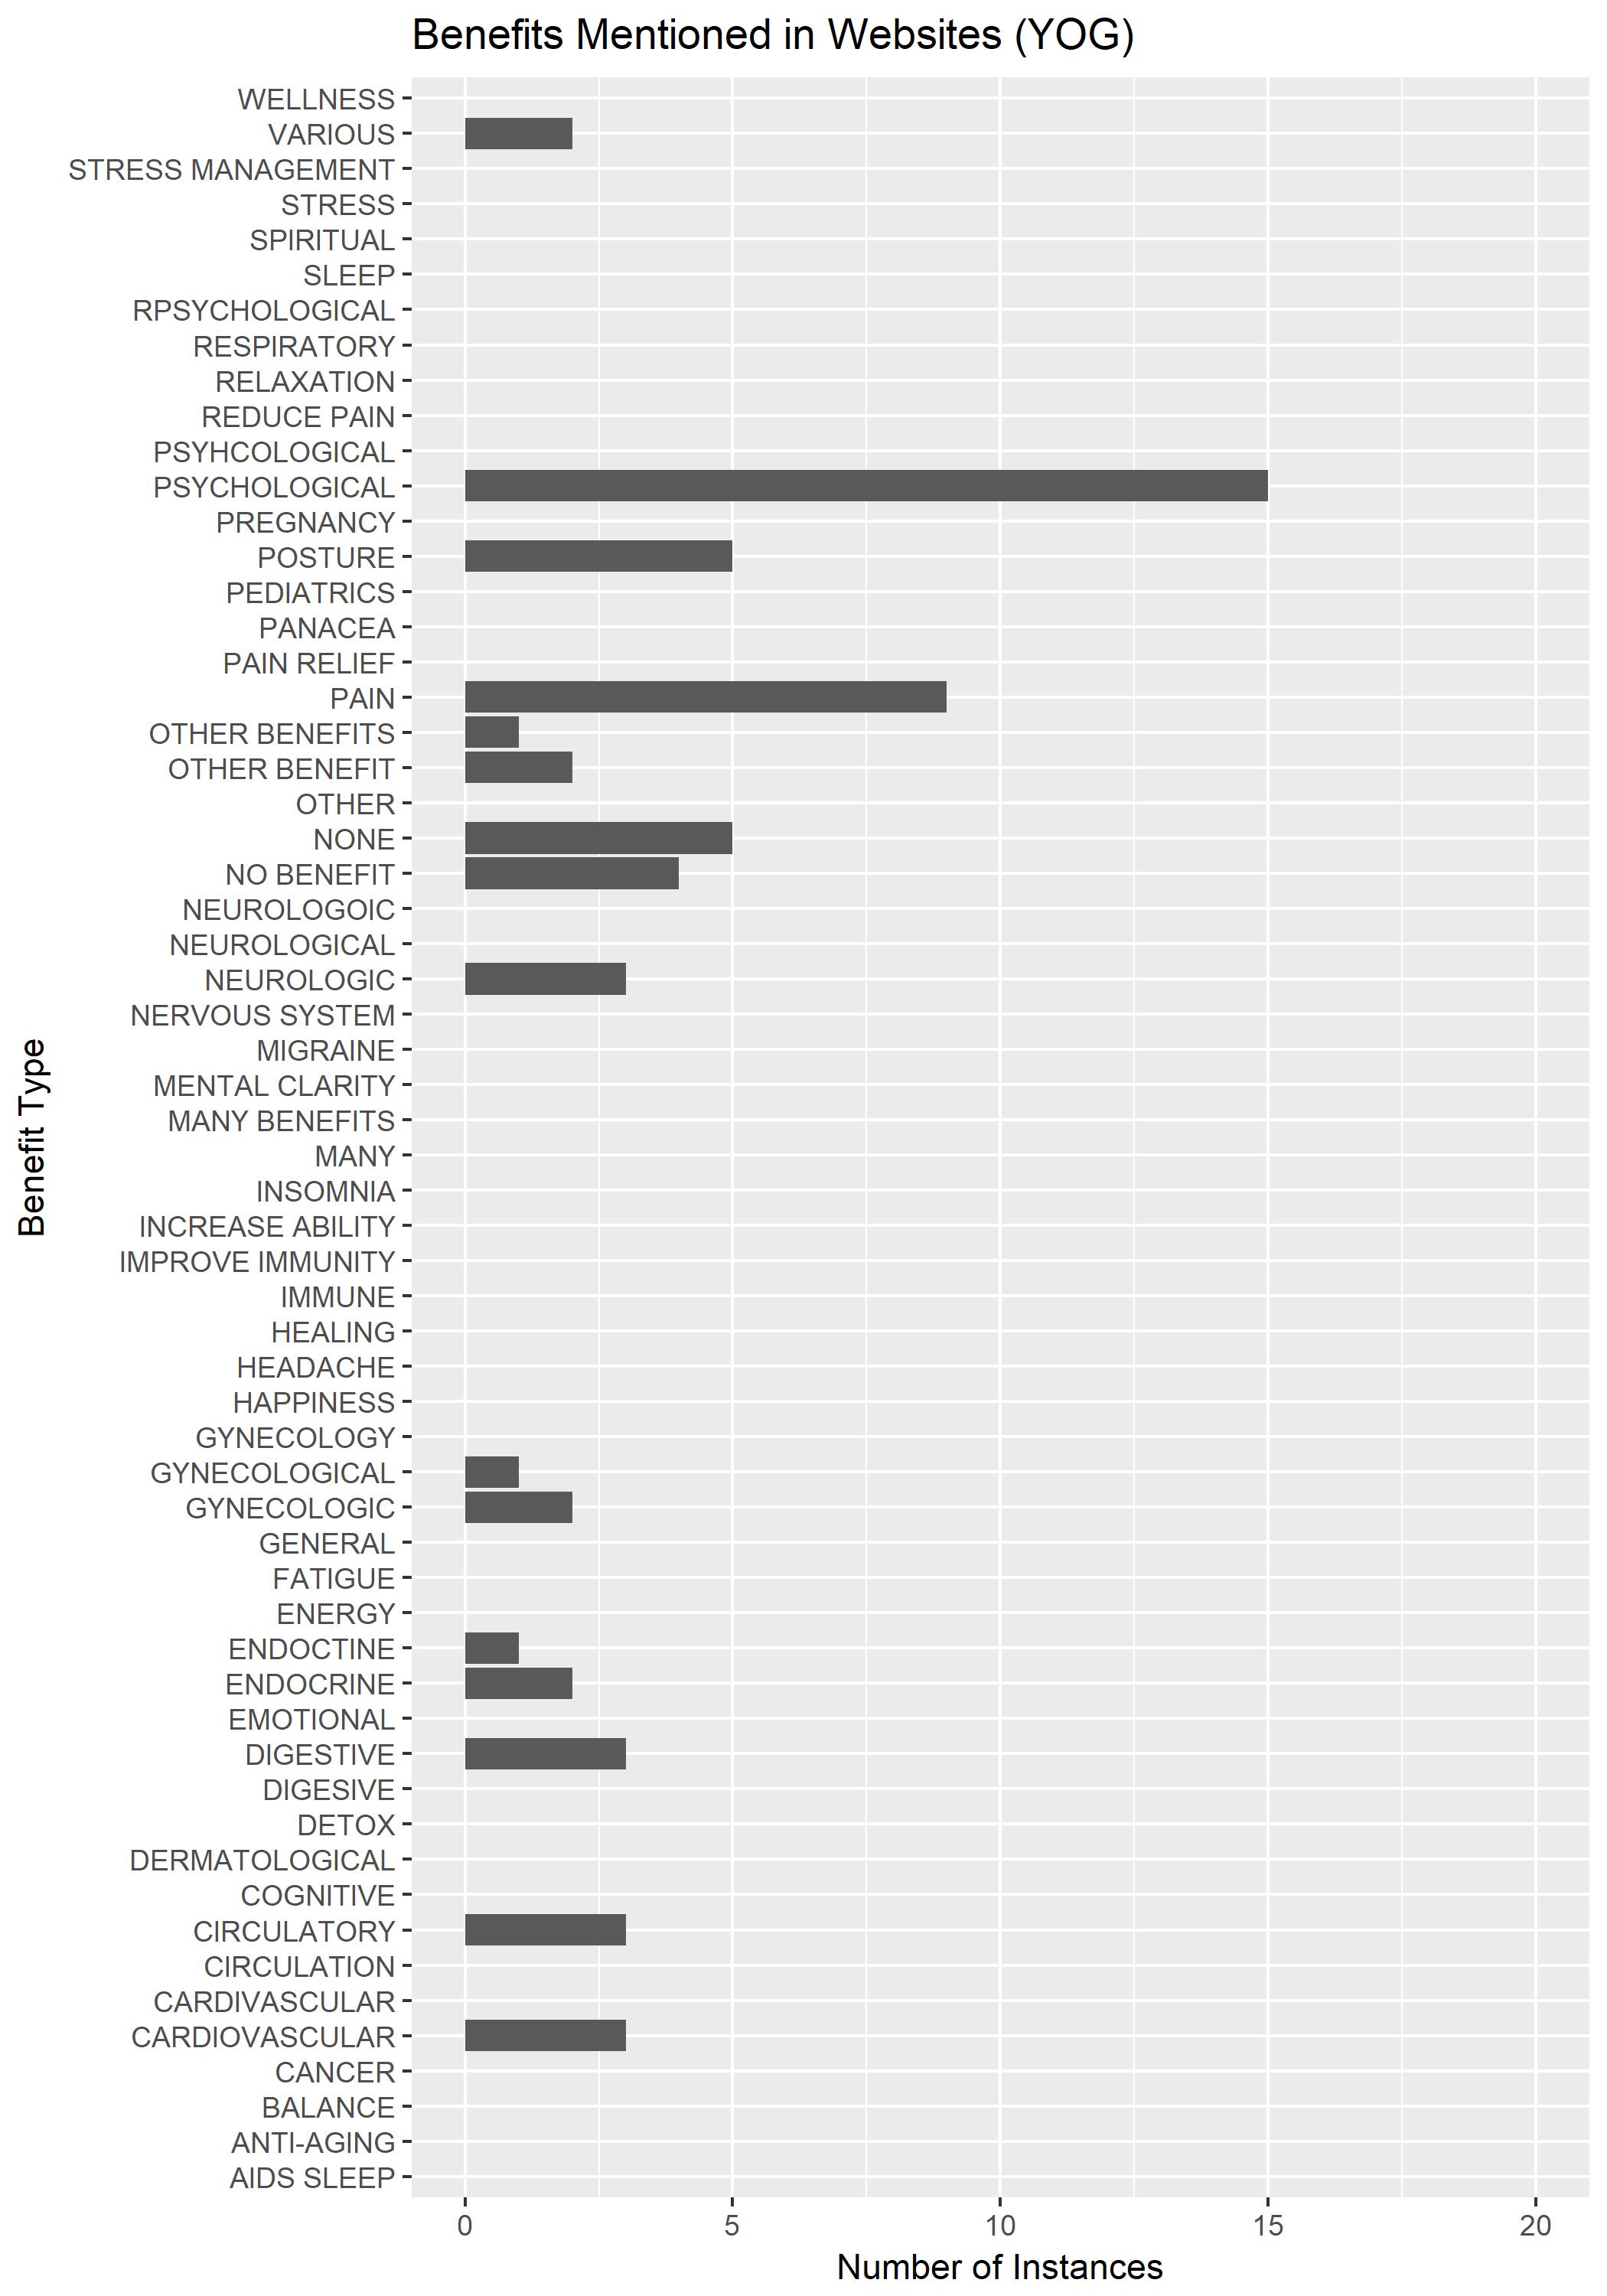 Benefits Mentioned in Websites (YOG)
WELLNESS
VARIOUS
STRESS MANAGEMENT
STRESS
SPIRITUAL
SLEEP
RPSYCHOLOGICAL
RESPIRATORY
RELAXATION
REDUCE PAIN
PSYHCOLOGICAL
PSYCHOLOGICAL
PREGNANCY
POSTURE
PEDIATRICS
PANACEA
PAIN RELIEF
PAIN
OTHER BENEFITS
OTHER BENEFIT
OTHER
NONE
NO BENEFIT
NEUROLOGOIC
NEUROLOGICAL
NEUROLOGIC
NERVOUS SYSTEM
MIGRAINE
MENTAL CLARITY
MANY BENEFITS
MANY
INSOMNIA
INCREASE ABILITY
IMPROVE IMMUNITY
IMMUNE
HEALING
HEADACHE
HAPPINESS
GYNECOLOGY
GYNECOLOGICAL
GYNECOLOGIC
GENERAL
FATIGUE
ENERGY
ENDOCTINE
ENDOCRINE
EMOTIONAL
DIGESTIVE
DIGESIVE
DETOX
DERMATOLOGICAL
COGNITIVE
CIRCULATORY
CIRCULATION
CARDIVASCULAR
CARDIOVASCULAR
CANCER
BALANCE
ANTI-AGING
AIDS SLEEP
Benefit Type
0 5 10 15 20
Number of Instances